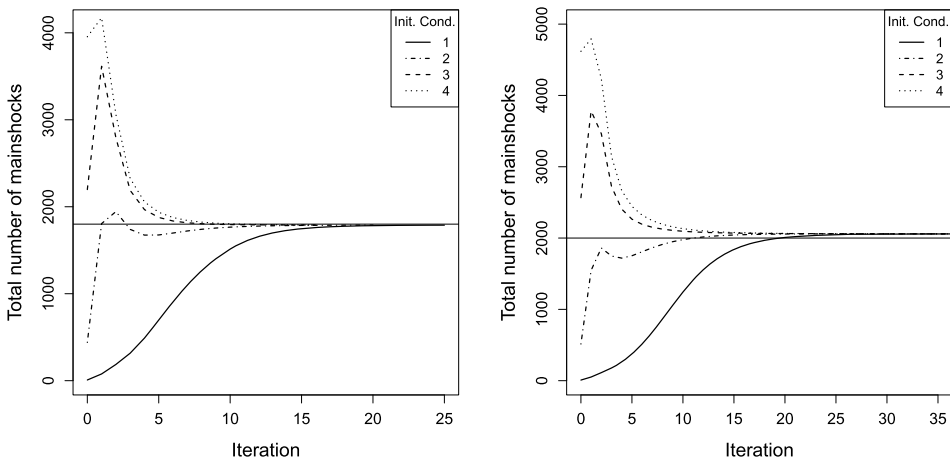 Total number of mainshocks
4000
3000
2000
1000
0
Init. Cond.
1
2
3
4
0 5 10 15 20 25
Iteration
Total number of mainshocks
5000
4000
3000
2000
1000
0
Init. Cond.
1
2
3
4
0 5 10 15 20 25 30 35
Iteration